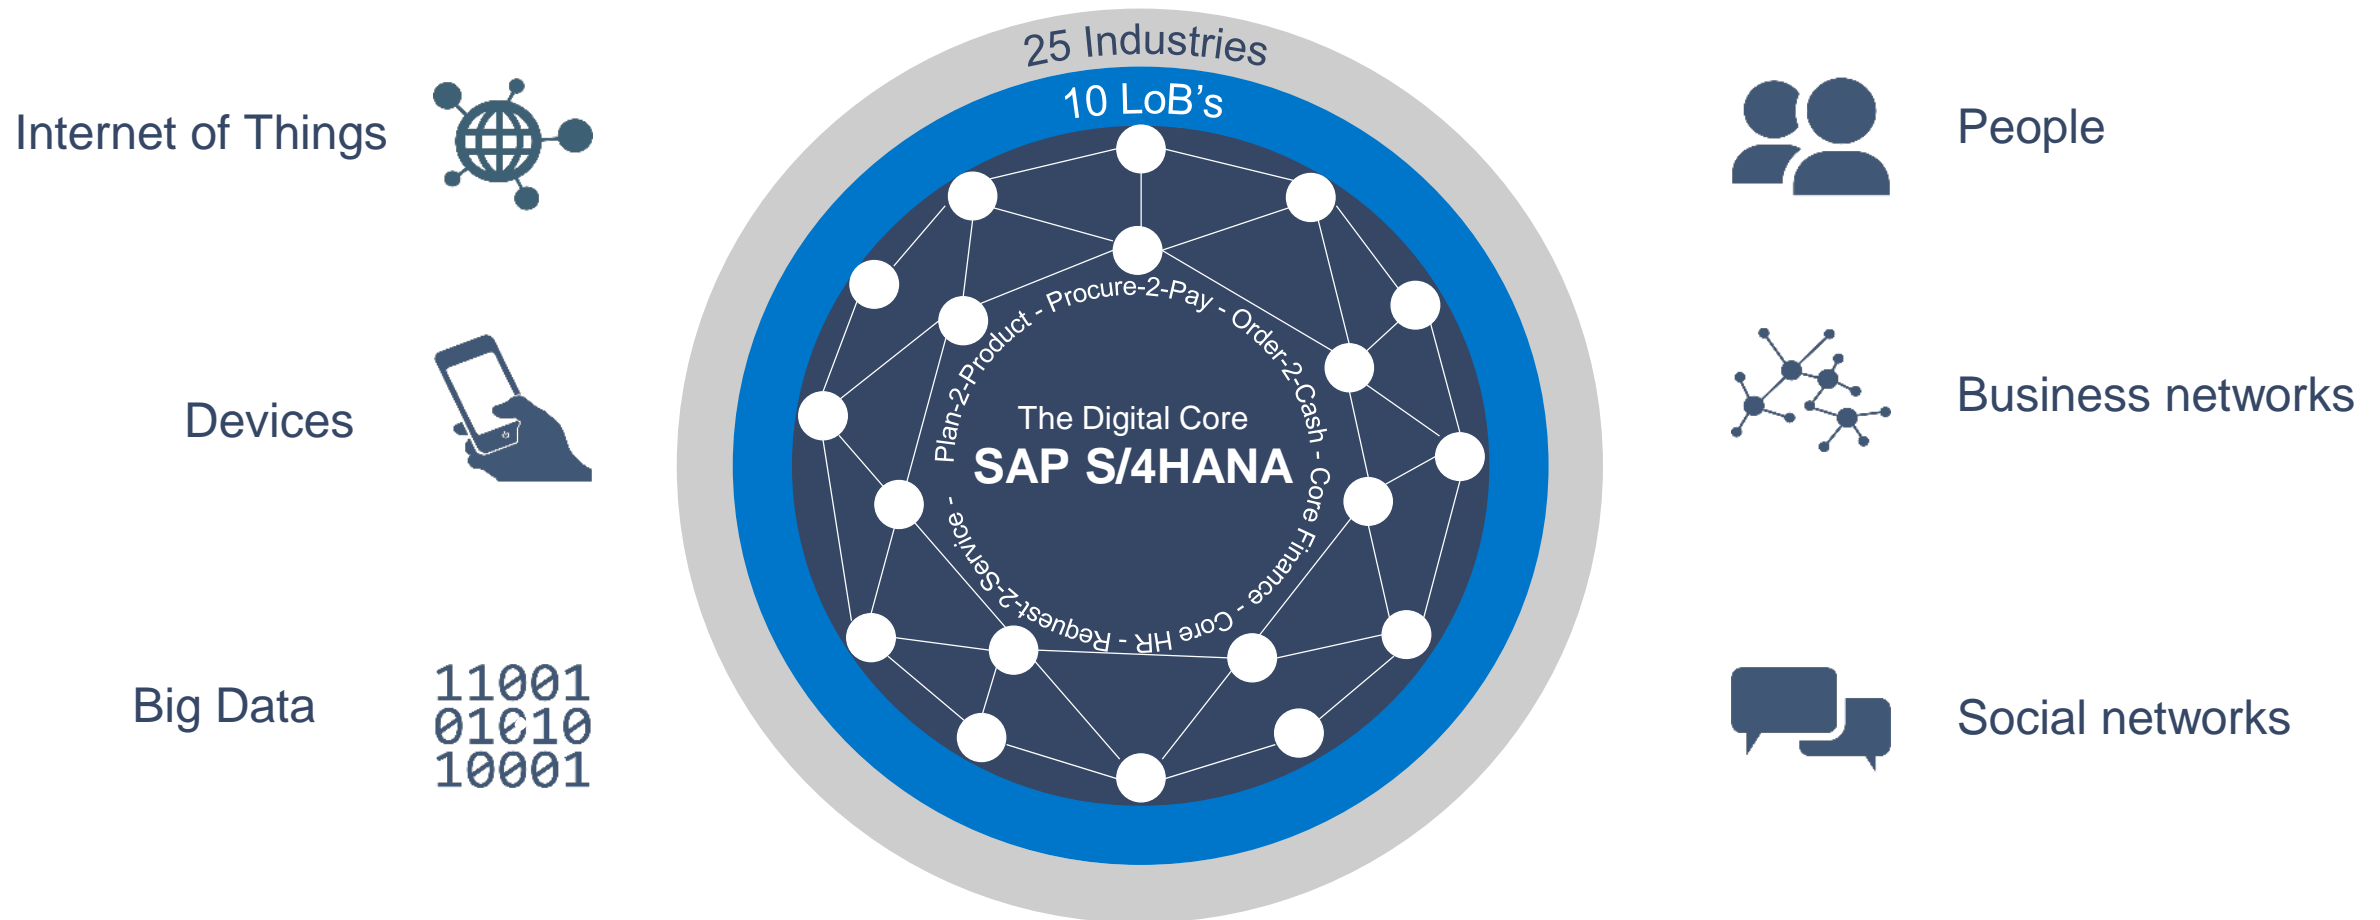 25 Industries
10 LoB's
Internet of Things
Devices
Big Data
11001
01010
10001
Plan-2-Product - Procure-2-Pay - Order-2-Cash - Core Finance - Core HR - Request-2-Service -
The Digital Core
SAP S/4HANA
People
Business networks
Social networks